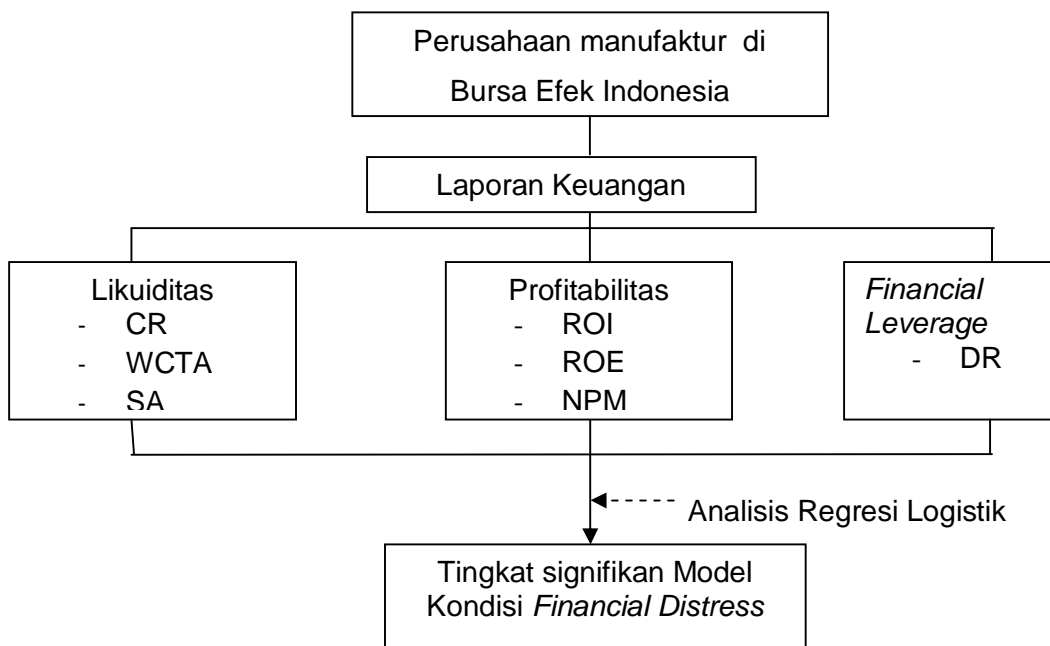 Perusahaan manufaktur di
Bursa Efek Indonesia
Laporan Keuangan
Likuiditas
- CR
- WCTA
- SA
Profitabilitas
- ROI
- ROE
- NPM
Financial
Leverage
- DR
Analisis Regresi Logistik
Tingkat signifikan Model
Kondisi Financial Distress